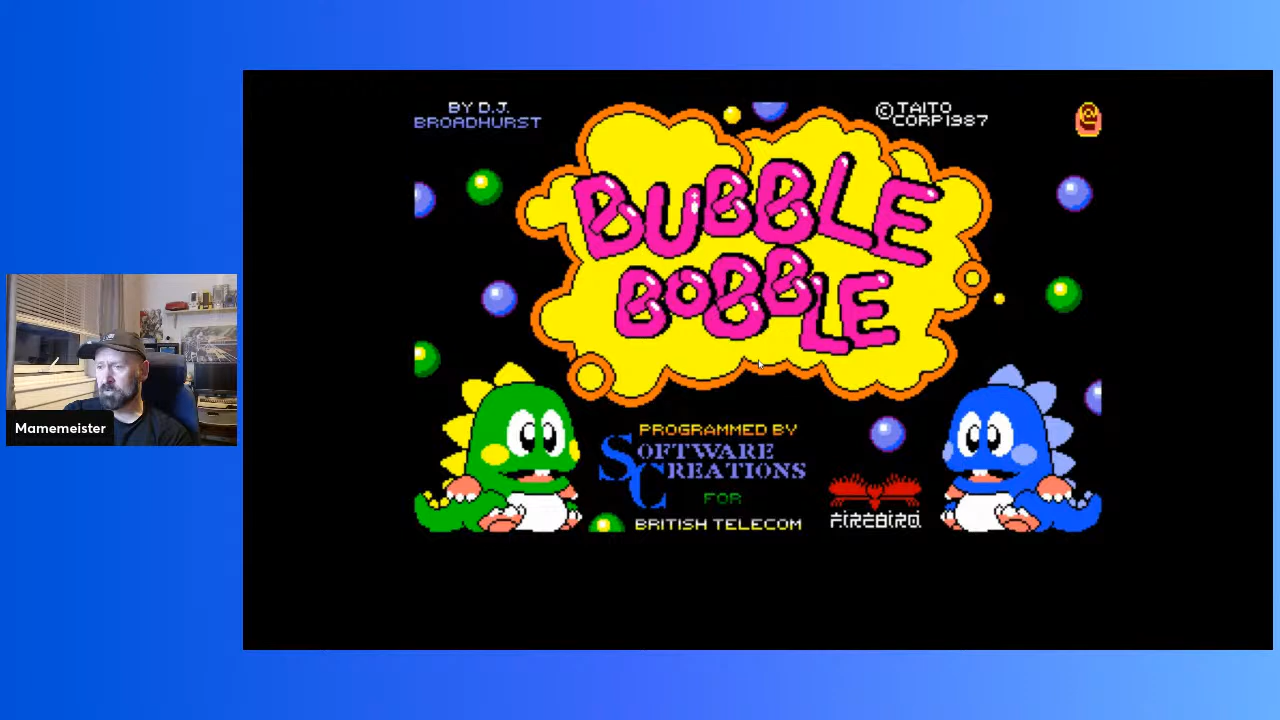 BY D.J.
BROADHURST
©TAITO
CORP1987
BUBBLE
BOBBLE
PROGRAMMED BY
SOFTWARE
CREATIONS
FOR
BRITISH TELECOM
FIREBIRD
Mamemeister